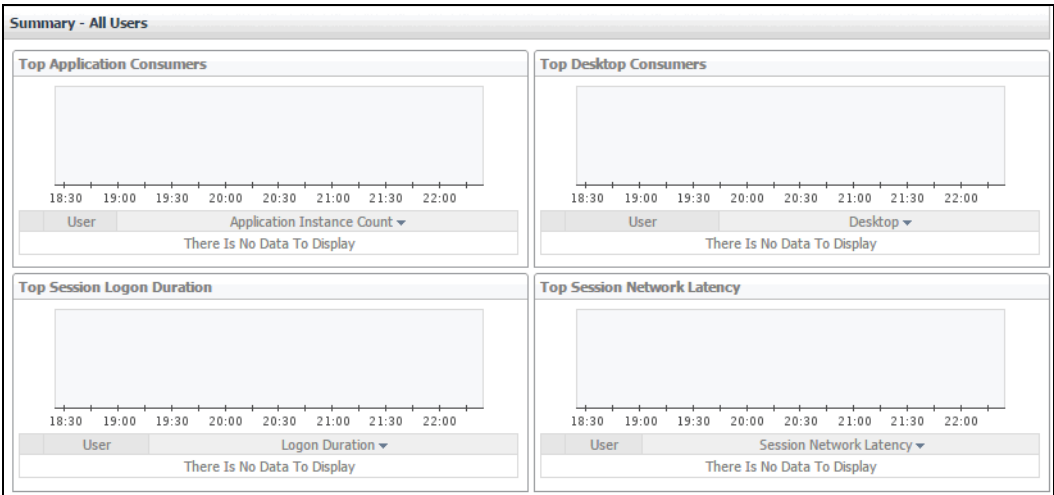 Summary - All Users
Top Application Consumers
18:30 19:00 19:30 20:00 20:30 21:00 21:30 22:00
User Application Instance Count
There Is No Data To Display
Top Desktop Consumers
18:30 19:00 19:30 20:00 20:30 21:00 21:30 22:00
User Desktop
There Is No Data To Display
Top Session Logon Duration
18:30 19:00 19:30 20:00 20:30 21:00 21:30 22:00
User Logon Duration
There Is No Data To Display
Top Session Network Latency
18:30 19:00 19:30 20:00 20:30 21:00 21:30 22:00
User Session Network Latency
There Is No Data To Display